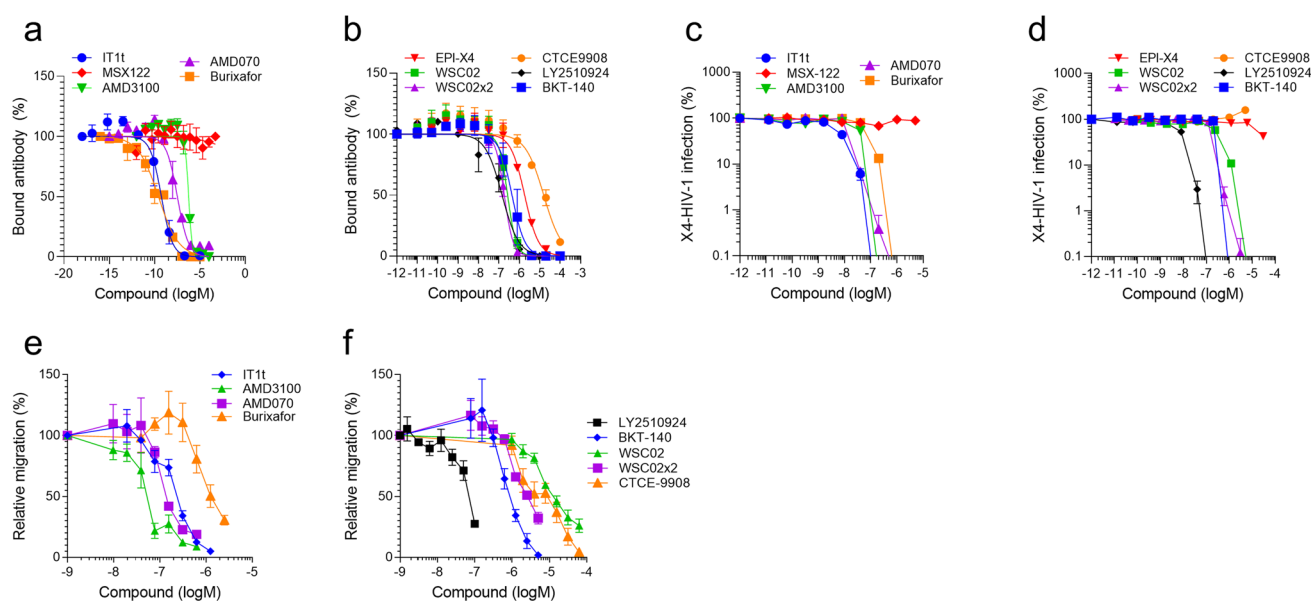 a
IT1t
MSX122
AMD3100
AMD070
Burixafor
Bound antibody (%)
150
100
50
0
-20
-15
-10
-5
0
Compound (logM)
b
EPI-X4
WSC02
WSC02x2
CTCE9908
LY2510924
BKT-140
Bound antibody (%)
150
100
50
0
-12
-11
-10
-9
-8
-7
-6
-5
-4
-3
Compound (logM)
c
IT1t
MSX-122
AMD3100
AMD070
Burixafor
X4-HIV-1 infection (%)
1000
100
10
1
0.1
-12
-11
-10
-9
-8
-7
-6
-5
Compound (logM)
d
EPI-X4
WSC02
WSC02x2
CTCE9908
LY2510924
BKT-140
X4-HIV-1 infection (%)
1000
100
10
1
0.1
-12
-11
-10
-9
-8
-7
-6
-5
-4
Compound (logM)
e
IT1t
AMD3100
AMD070
Burixafor
Relative migration (%)
150
100
50
0
-9
-8
-7
-6
-5
Compound (logM)
f
LY2510924
BKT-140
WSC02
WSC02x2
CTCE-9908
Relative migration (%)
150
100
50
0
-9
-8
-7
-6
-5
-4
Compound (logM)